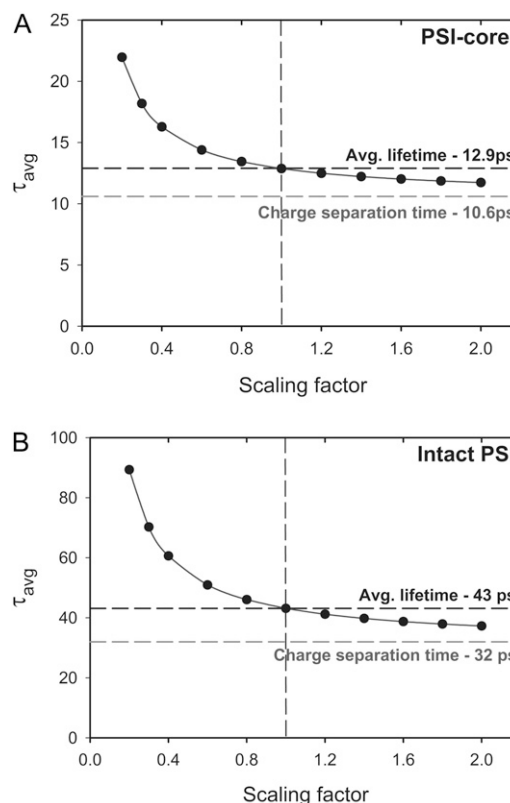 A
PSI-core
25
20
15
10
5
0
τavg
Avg. lifetime - 12.9ps
Charge separation time - 10.6ps
0.0 0.4 0.8 1.2 1.6 2.0
Scaling factor
B
Intact PS
100
80
60
40
20
0
τavg
Avg. lifetime - 43 ps
Charge separation time - 32 ps
0.0 0.4 0.8 1.2 1.6 2.0
Scaling factor